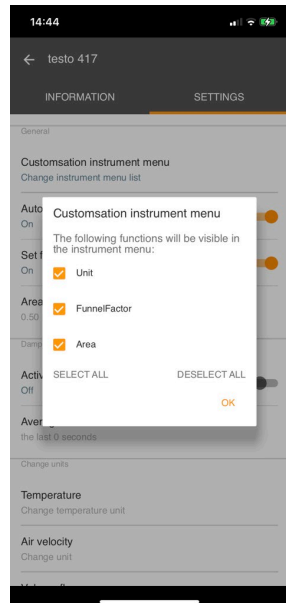 14:44
testo 417
INFORMATION
SETTINGS
General
Customsation instrument menu
Change instrument menu list
Auto
On
Customsation instrument menu
The following functions will be visible in
the instrument menu:
Set f
On
Unit
FunnelFactor
Area
0.50
Area
Damp
SELECT ALL
DESELECT ALL
Activ
Off
OK
Aver
the last 0 seconds
Change units
Temperature
Change temperature unit
Air velocity
Change unit